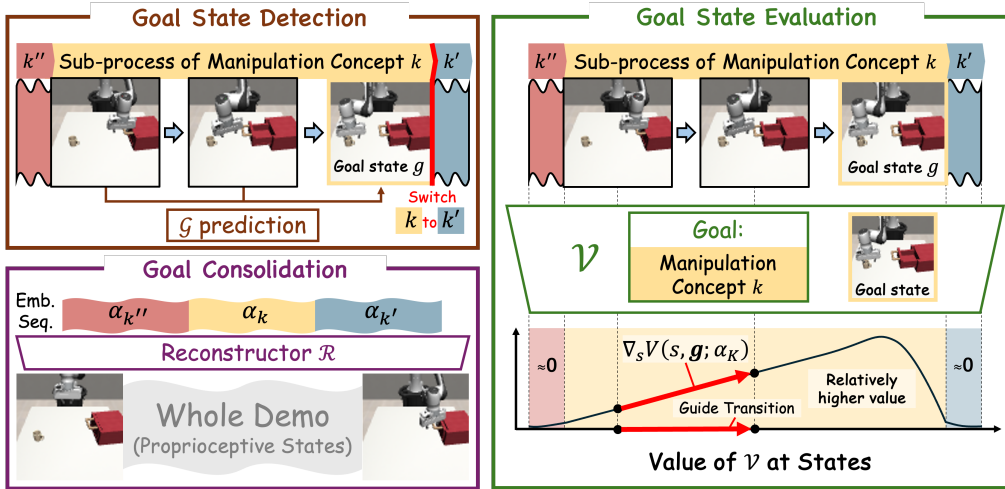 Goal State Detection
k'' Sub-process of Manipulation Concept k k'
Goal state g
Switch
k to k'
𝒢 prediction
Goal Consolidation
Emb.
Seq.
α_{k''} α_k α_{k'}
Reconstructor ℛ
Whole Demo
(Proprioceptive States)
Goal State Evaluation
k'' Sub-process of Manipulation Concept k k'
Goal state g
𝒱
Goal:
Manipulation
Concept k
Goal state
≈0
∇_s V(s, g; α_K)
Guide Transition
Relatively
higher value
≈0
Value of 𝒱 at States